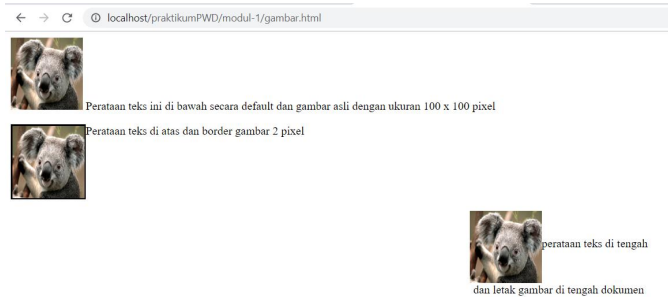 localhost/praktikumPWD/modul-1/gambar.html
Perataan teks ini di bawah secara default dan gambar asli dengan ukuran 100 x 100 pixel
Perataan teks di atas dan border gambar 2 pixel
perataan teks di tengah
dan letak gambar di tengah dokumen